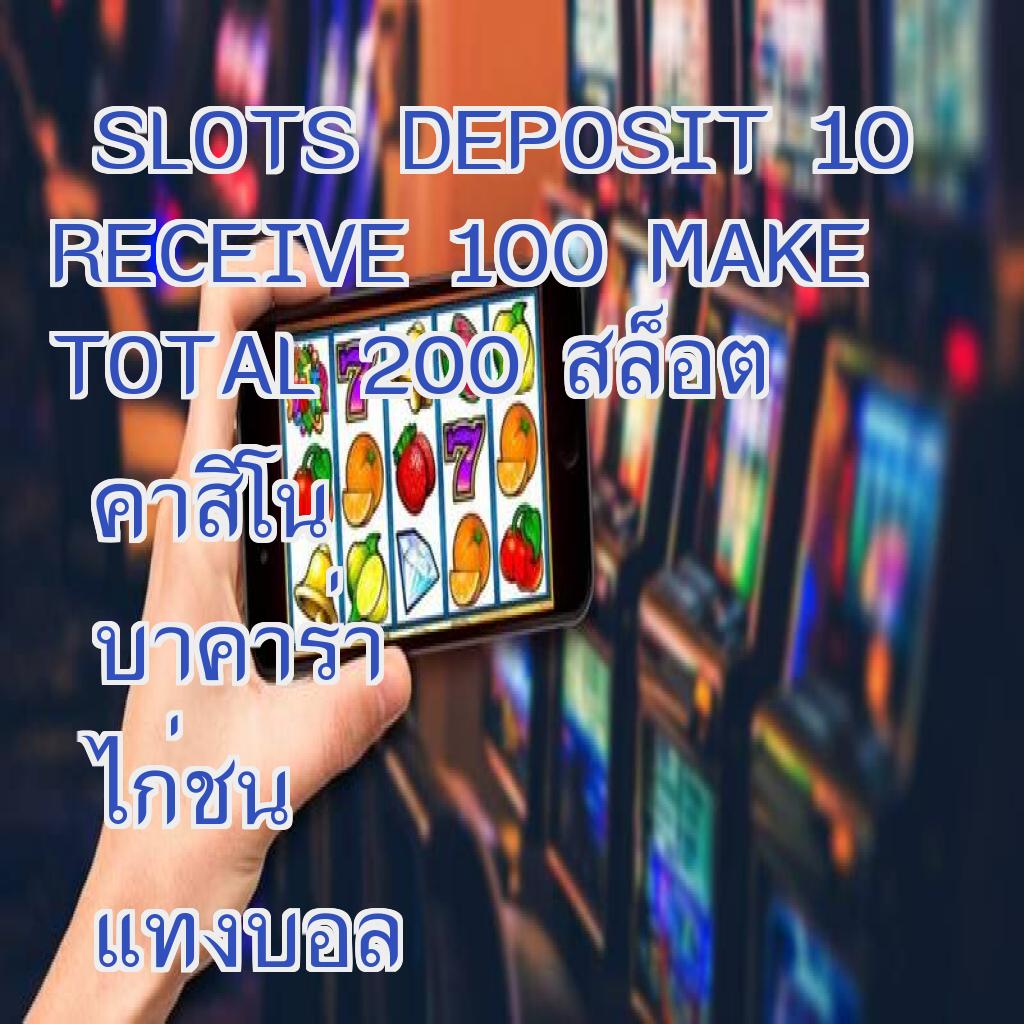 SLOTS DEPOSIT 10
RECEIVE 100 MAKE
TOTAL 200 สล็อต
คาสิโน
บาคาร่า
ไก่ชน
แทงบอล